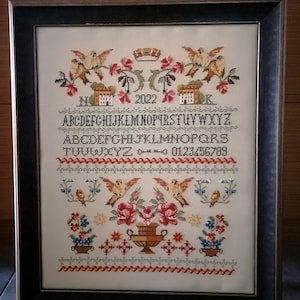 N 2022 K
ABCDEFGHIJKLMNOPQRSTUVWXYZ
ABCDEFGHIJKLMNOPQRS
TUVWXYZ 0123456789